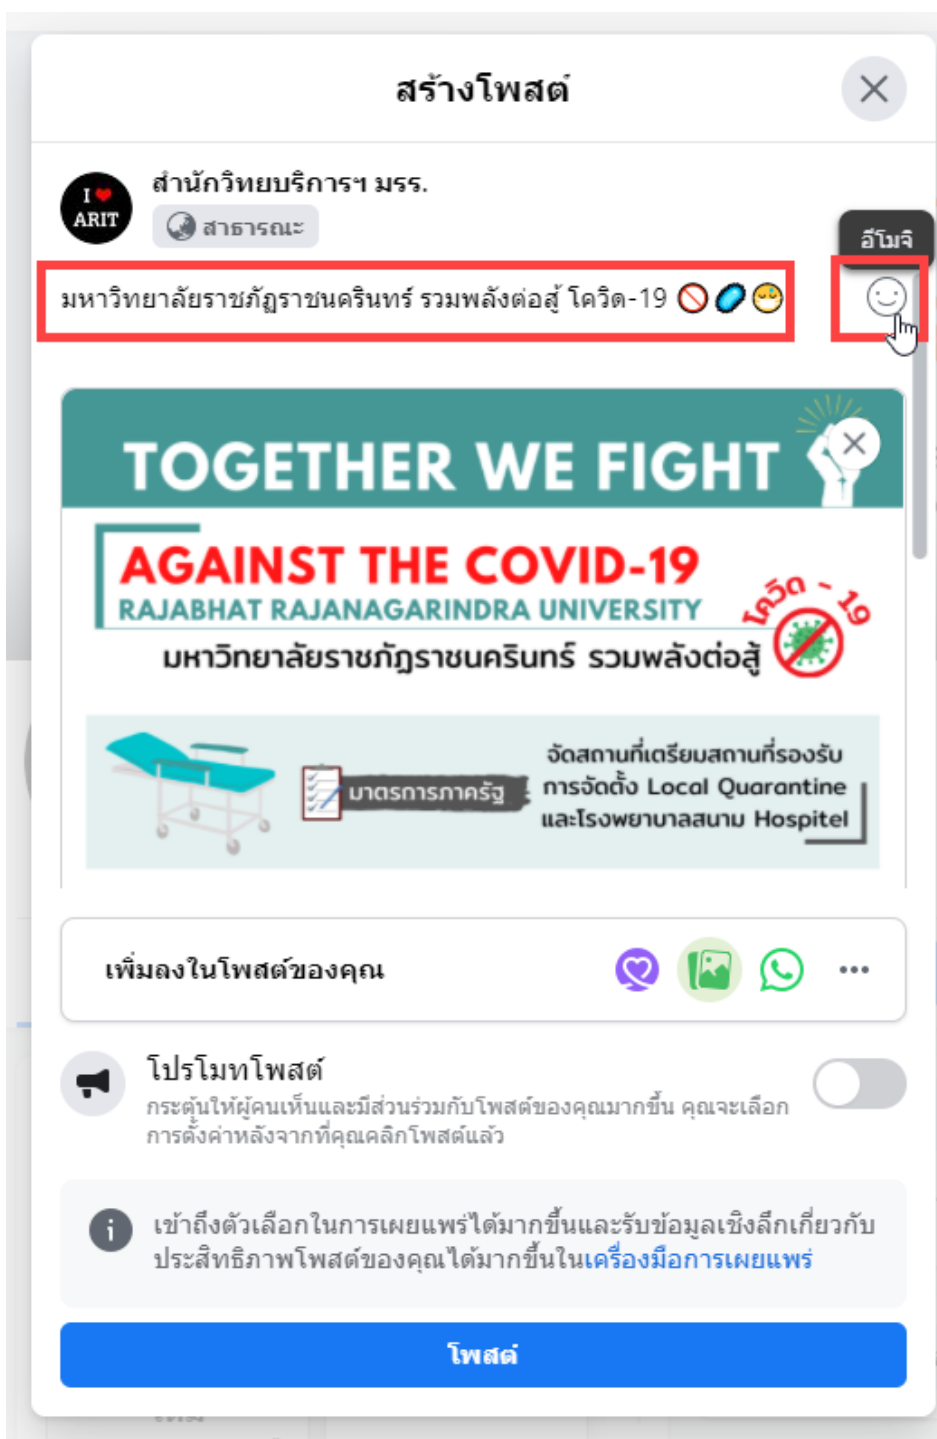 สร้างโพสต์
I ❤ ARIT
สำนักวิทยบริการฯ มรร.
สาธารณะ
อีโมจิ
มหาวิทยาลัยราชภัฏราชนครินทร์ รวมพลังต่อสู้ โควิด-19 🚫🦠😷
TOGETHER WE FIGHT
AGAINST THE COVID-19
RAJABHAT RAJANAGARINDRA UNIVERSITY
โควิด - 19
มหาวิทยาลัยราชภัฏราชนครินทร์ รวมพลังต่อสู้
มาตรการภาครัฐ
จัดสถานที่เตรียมสถานที่รองรับ
การจัดตั้ง Local Quarantine
และโรงพยาบาลสนาม Hospitel
เพิ่มลงในโพสต์ของคุณ
โปรโมทโพสต์
กระตุ้นให้ผู้คนเห็นและมีส่วนร่วมกับโพสต์ของคุณมากขึ้น คุณจะเลือก
การตั้งค่าหลังจากที่คุณคลิกโพสต์แล้ว
เข้าถึงตัวเลือกในการเผยแพร่ได้มากขึ้นและรับข้อมูลเชิงลึกเกี่ยวกับ
ประสิทธิภาพโพสต์ของคุณได้มากขึ้นในเครื่องมือการเผยแพร่
โพสต์